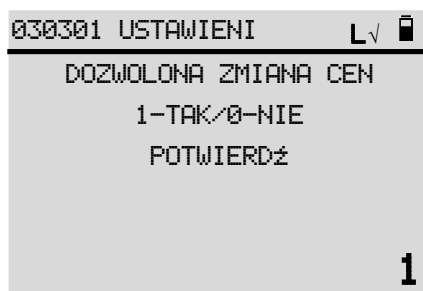 030301 USTAWIENI L√
DOZWOLONA ZMIANA CEN
1-TAK/0-NIE
POTWIERDź
1